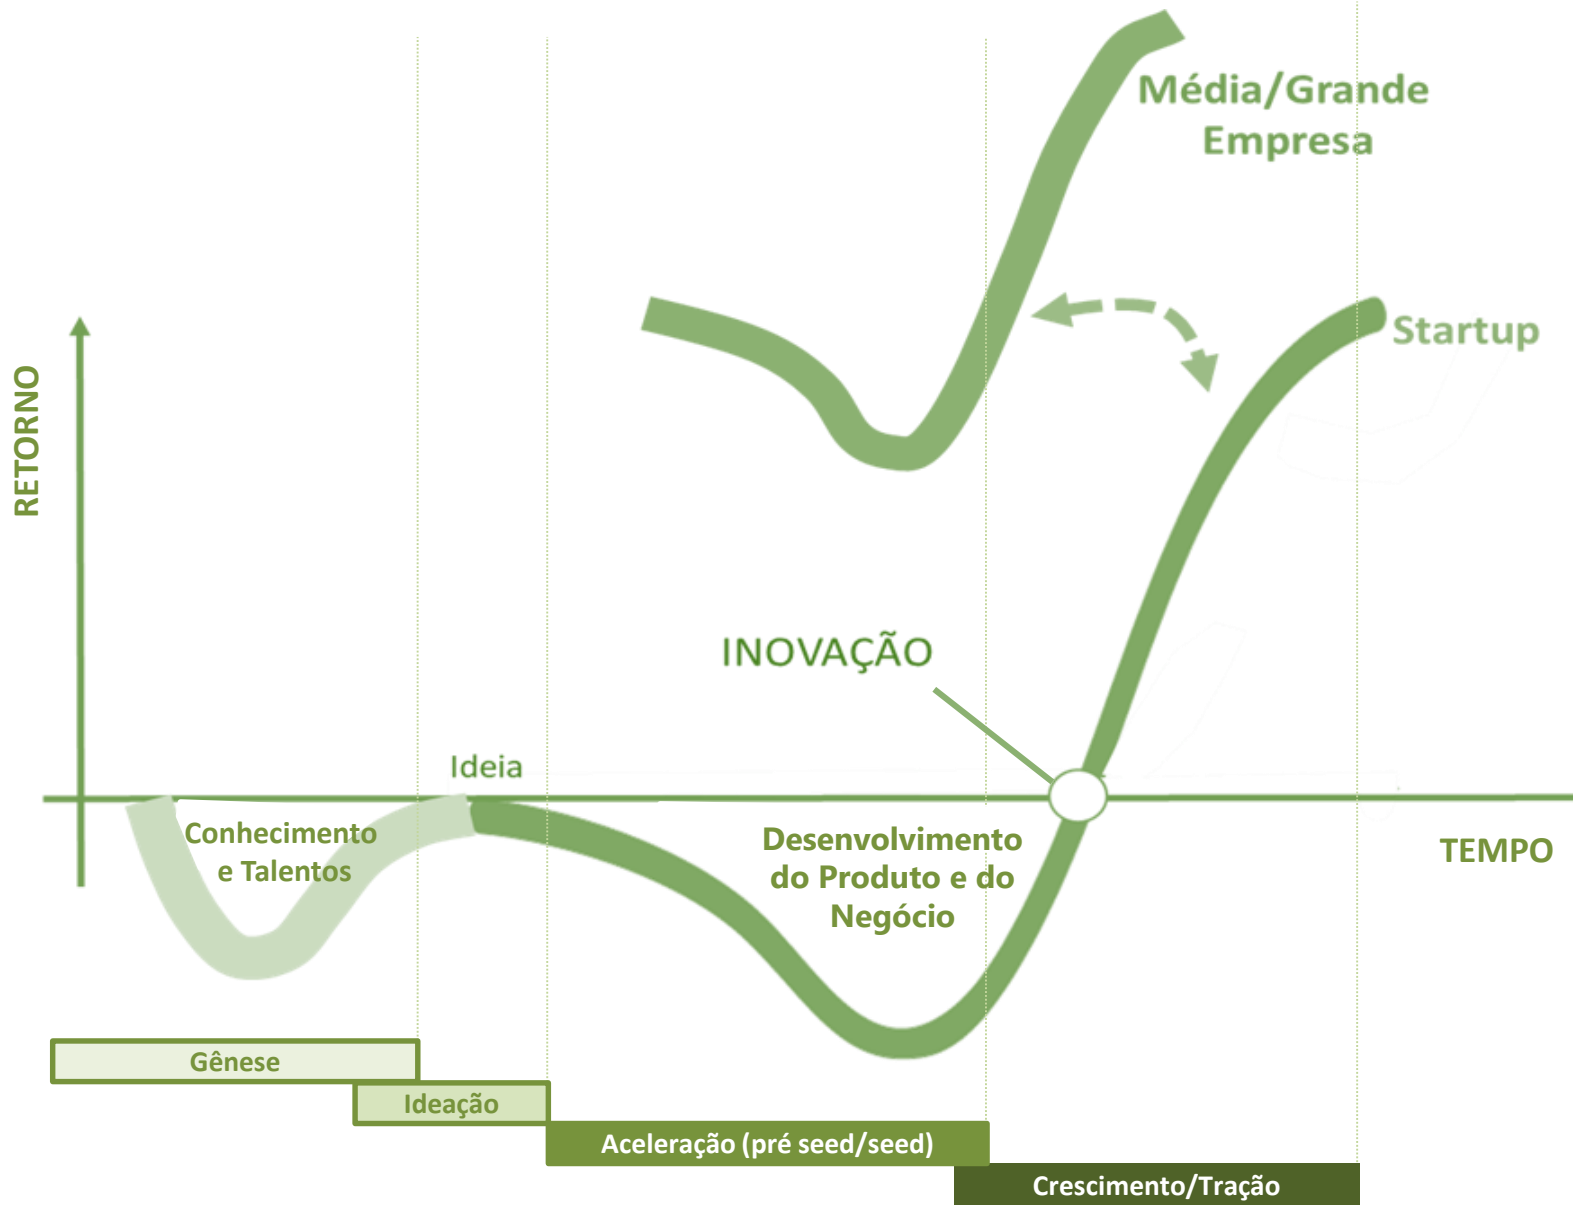 Média/Grande
Empresa
Startup
RETORNO
INOVAÇÃO
Ideia
Conhecimento
e Talentos
Desenvolvimento
do Produto e do
Negócio
TEMPO
Gênese
Ideação
Aceleração (pré seed/seed)
Crescimento/Tração